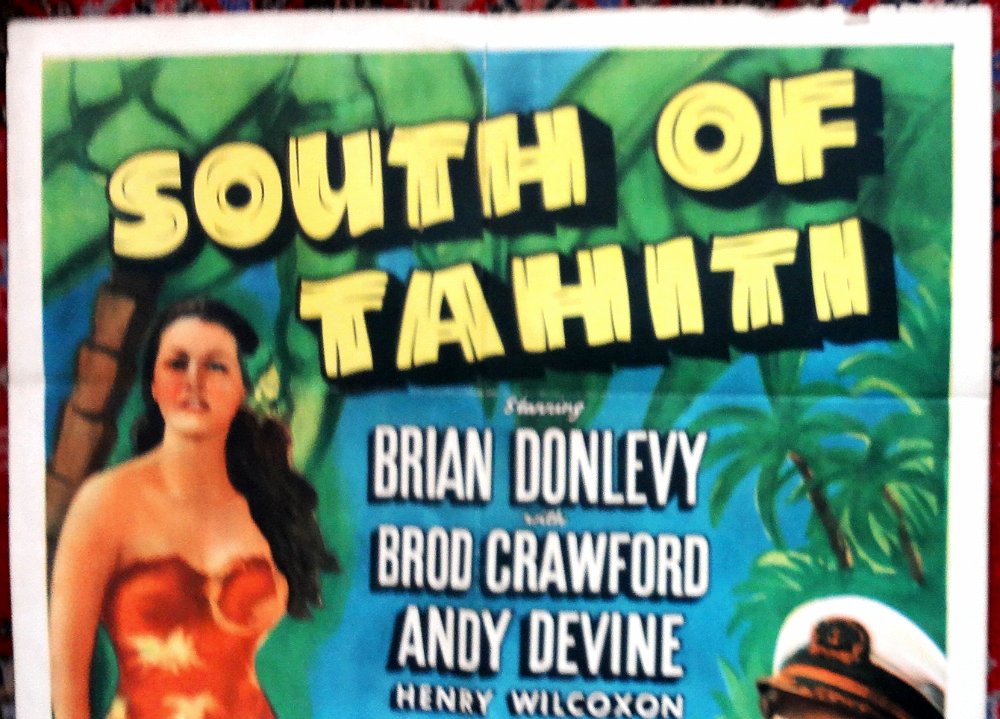 SOUTH OF
TAHITI
Starring
BRIAN DONLEVY
with
BROD CRAWFORD
ANDY DEVINE
HENRY WILCOXON